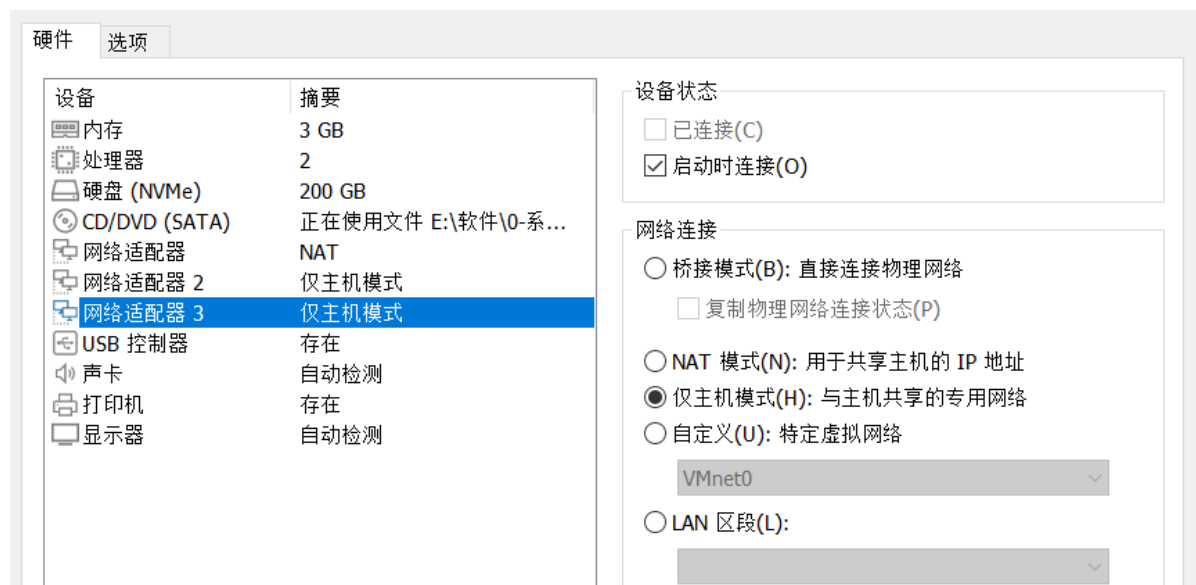 硬件 选项
设备 摘要
内存 3 GB
处理器 2
硬盘 (NVMe) 200 GB
CD/DVD (SATA) 正在使用文件 E:\软件\0-系...
网络适配器 NAT
网络适配器 2 仅主机模式
网络适配器 3 仅主机模式
USB 控制器 存在
声卡 自动检测
打印机 存在
显示器 自动检测
设备状态
已连接(C)
启动时连接(O)
网络连接
桥接模式(B): 直接连接物理网络
复制物理网络连接状态(P)
NAT 模式(N): 用于共享主机的 IP 地址
仅主机模式(H): 与主机共享的专用网络
自定义(U): 特定虚拟网络
VMnet0
LAN 区段(L):